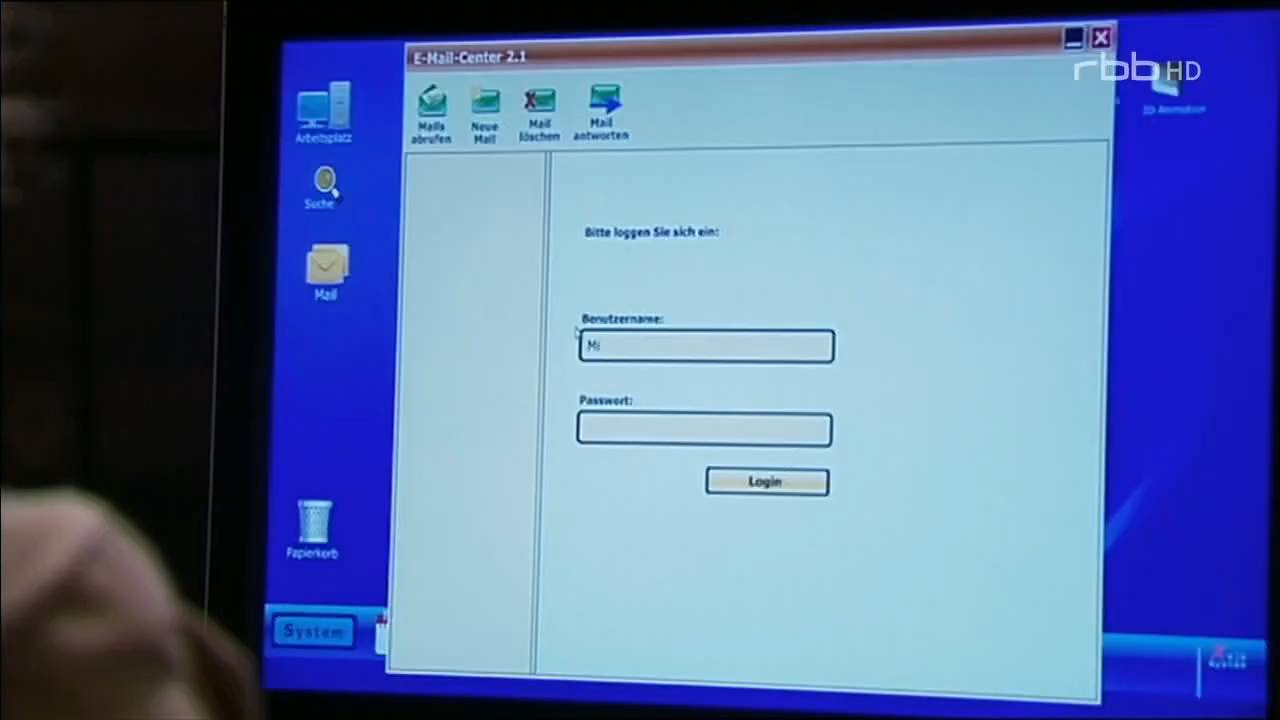 E-Mail-Center 2.1
rbb HD
Mails abrufen
Neue Mail
Mail löschen
Mail antworten
Arbeitsplatz
Suche
Mail
Bitte loggen Sie sich ein:
Benutzername:
Mi
Passwort:
Login
Papierkorb
System